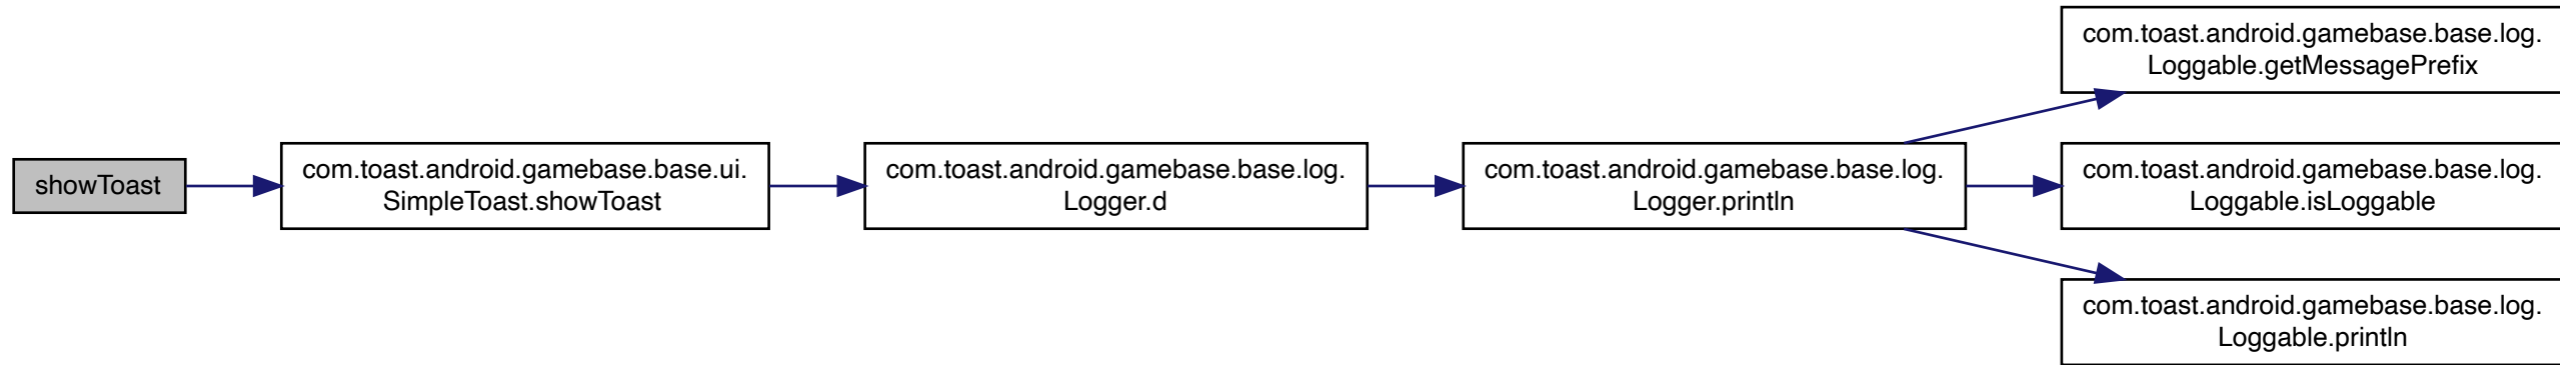 showToast
com.toast.android.gamebase.base.ui.
SimpleToast.showToast
com.toast.android.gamebase.base.log.
Logger.d
com.toast.android.gamebase.base.log.
Logger.println
com.toast.android.gamebase.base.log.
Loggable.getMessagePrefix
com.toast.android.gamebase.base.log.
Loggable.isLoggable
com.toast.android.gamebase.base.log.
Loggable.println